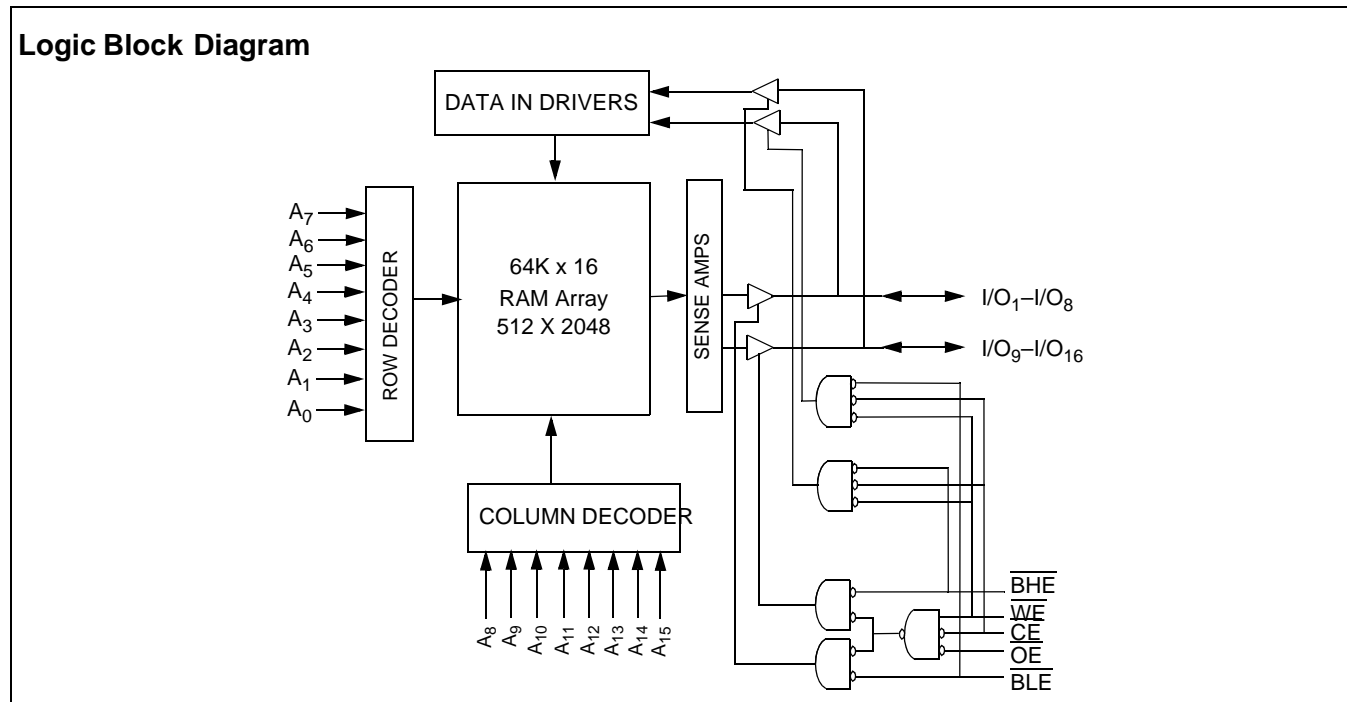 Logic Block Diagram
DATA IN DRIVERS
A7
A6
A5
A4
A3
A2
A1
A0
ROW DECODER
64K x 16
RAM Array
512 X 2048
SENSE AMPS
I/O1–I/O8
I/O9–I/O16
COLUMN DECODER
A8
A9
A10
A11
A12
A13
A14
A15
BHE
WE
CE
OE
BLE